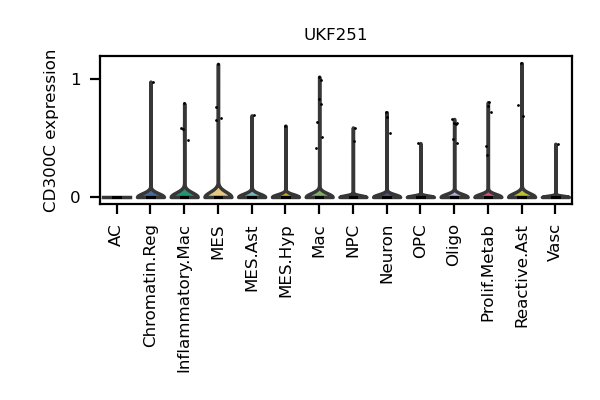 UKF251
CD300C expression
1
0
AC
Chromatin.Reg
Inflammatory.Mac
MES
MES.Ast
MES.Hyp
Mac
NPC
Neuron
OPC
Oligo
Prolif.Metab
Reactive.Ast
Vasc